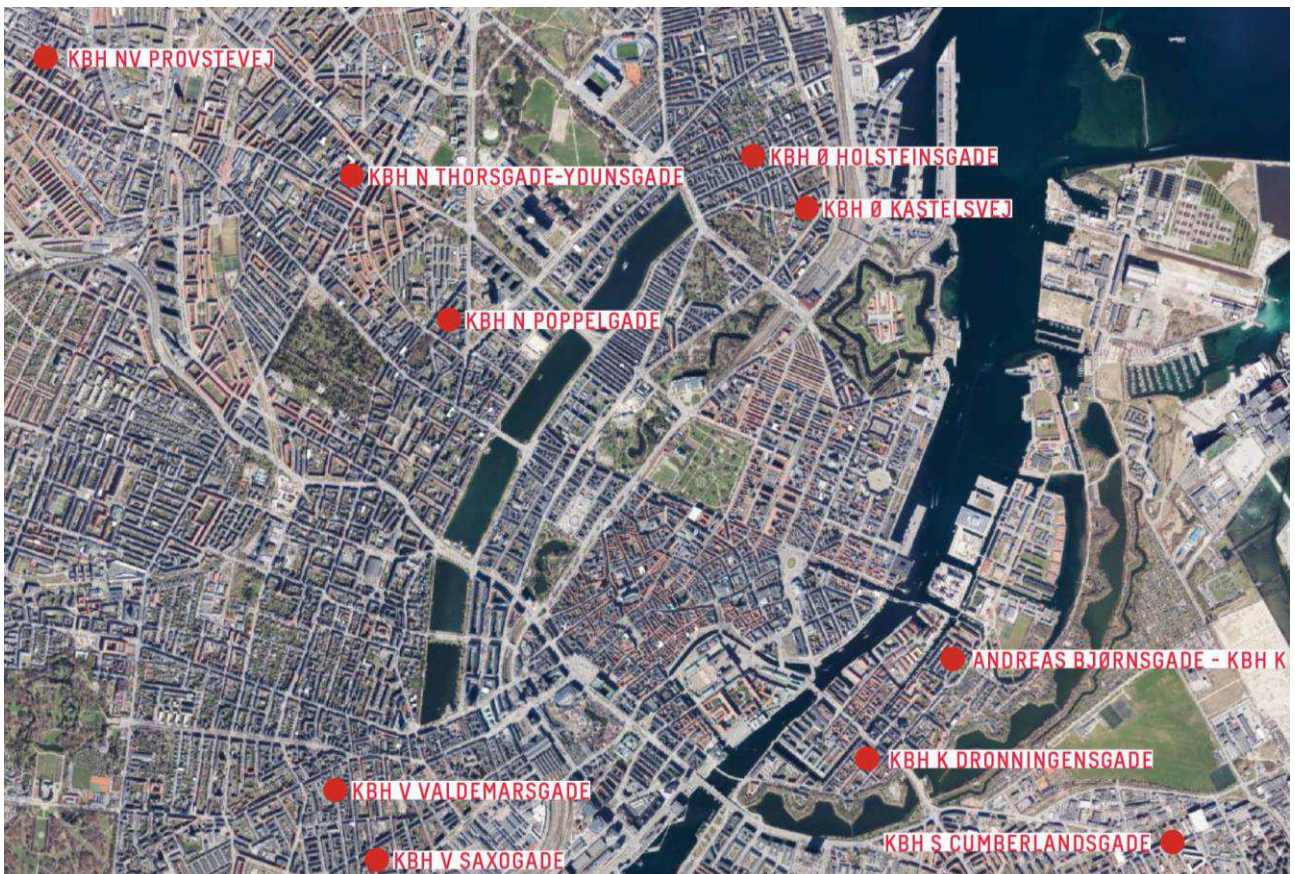 KBH NV PROVSTEVEJ
KBH Ø HOLSTEINSGADE
KBH N THORSGADE-YDUNSGADE
KBH Ø KASTELSVEJ
KBH N POPPELGADE
ANDREAS BJØRNSGADE - KBH K
KBH K DRONNINGENSGADE
KBH V VALDEMARSGADE
KBH S CUMBERLANDSGADE
KBH V SAXOGADE